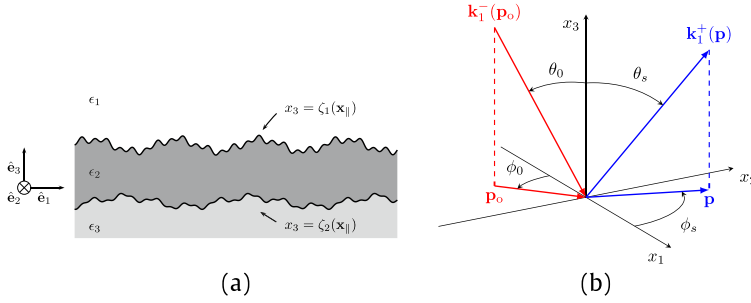 ϵ₁
x₃ = ζ₁(x∥)
ϵ₂
ê₃
ê₂ ê₁
ϵ₃
x₃ = ζ₂(x∥)
(a)
k₁⁻(pₒ)
x₃
k₁⁺(p)
θ₀
θₛ
ϕ₀
pₒ
p
ϕₛ
x₁
(b)